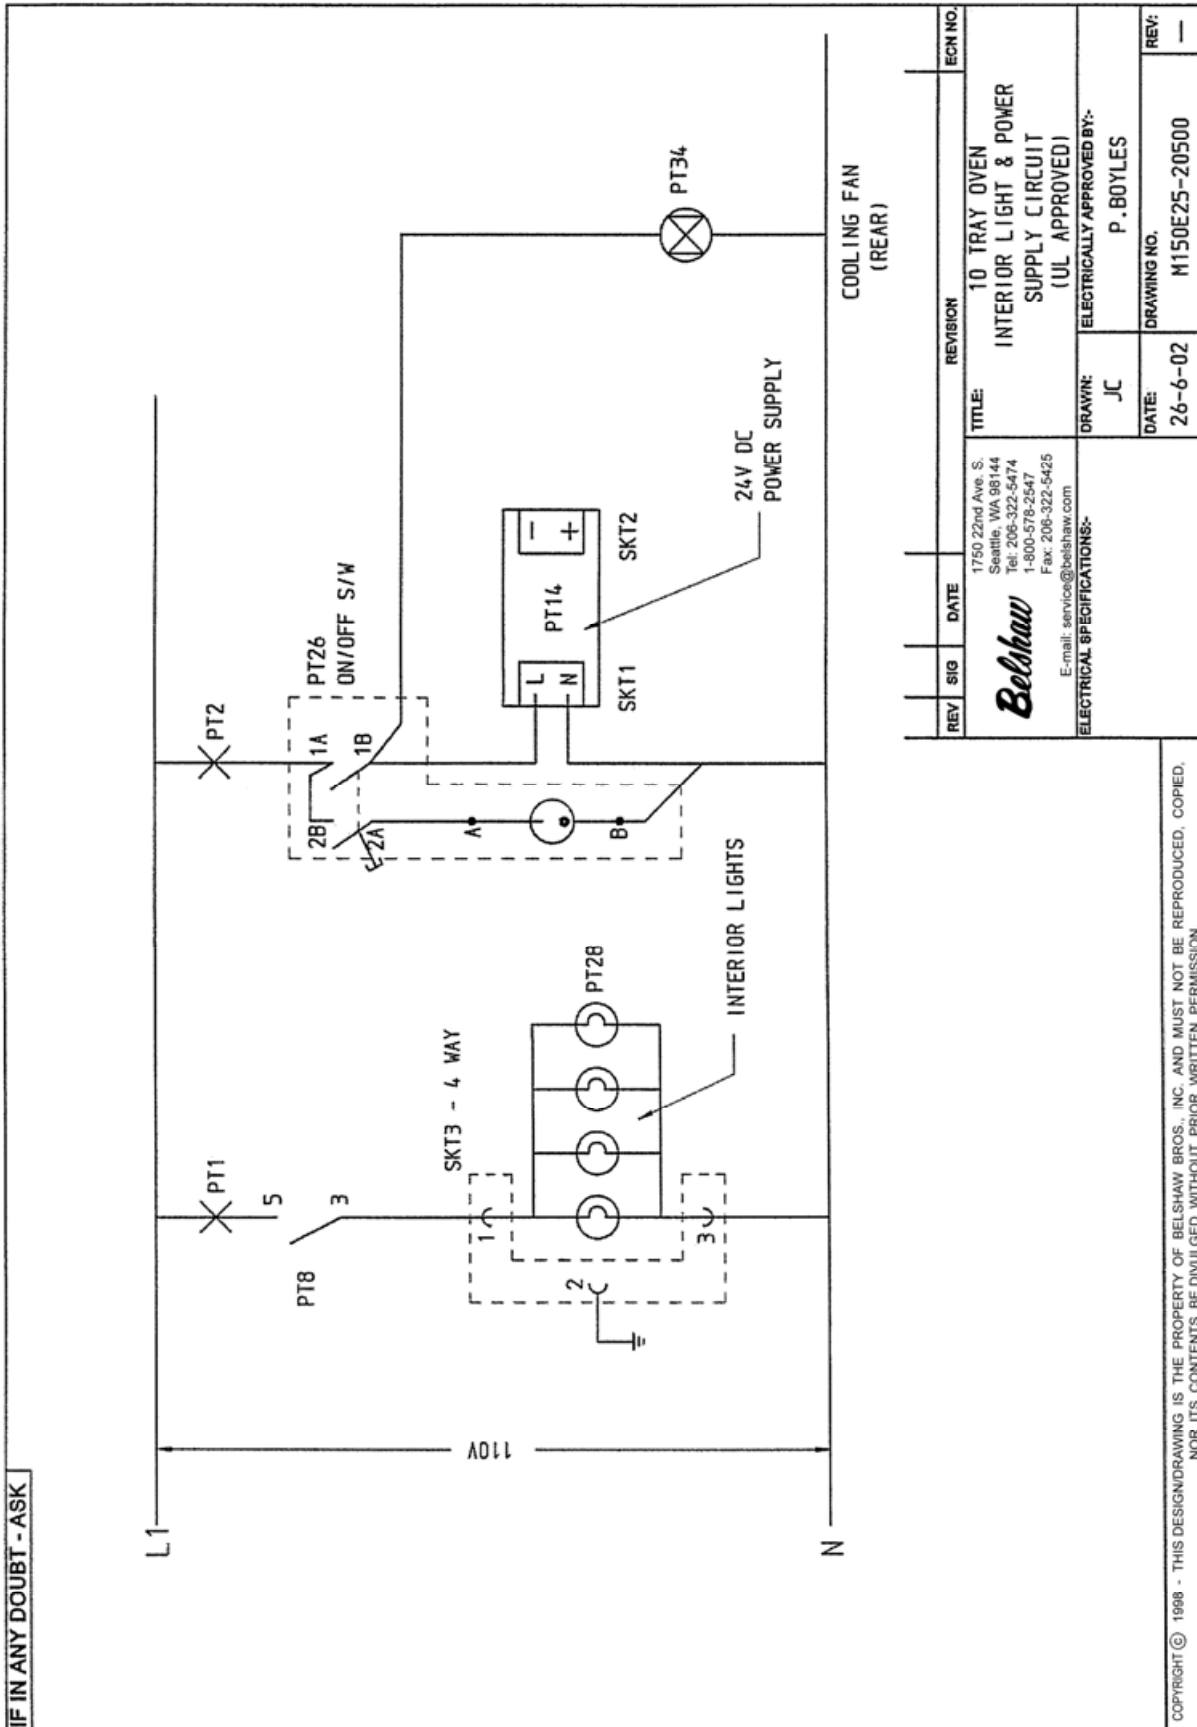 IF IN ANY DOUBT - ASK
L1
110V
N
PT1
5
3
PT8
SKT3 - 4 WAY
1
2
3
PT28
INTERIOR LIGHTS
PT2
PT26
ON/OFF S/W
1A
1B
2B
2A
A
B
SKT1
L
N
PT14
-
+
SKT2
24V DC
POWER SUPPLY
PT34
COOLING FAN
(REAR)
REV SIG DATE REVISION ECN NO.
Belshaw
1750 22nd Ave. S.
Seattle, WA 98144
Tel: 206-322-5474
1-800-578-2547
Fax: 206-322-5425
E-mail: service@belshaw.com
TITLE:
10 TRAY OVEN
INTERIOR LIGHT & POWER
SUPPLY CIRCUIT
(UL APPROVED)
ELECTRICAL SPECIFICATIONS:-
DRAWN:
JC
ELECTRICALLY APPROVED BY:-
P.BOYLES
DATE:
26-6-02
DRAWING NO.
M150E25-20500
REV:
—
COPYRIGHT © 1998 - THIS DESIGN/DRAWING IS THE PROPERTY OF BELSHAW BROS., INC. AND MUST NOT BE REPRODUCED, COPIED,
NOR ITS CONTENTS BE DIVULGED WITHOUT PRIOR WRITTEN PERMISSION